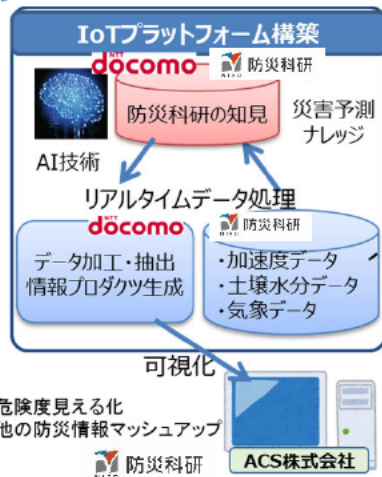 IoTプラットフォーム構築
NTT
docomo
NIED 防災科研
防災科研の知見
災害予測
ナレッジ
AI技術
リアルタイムデータ処理
NTT
docomo
NIED 防災科研
データ加工・抽出
情報プロダクツ生成
・加速度データ
・土壌水分データ
・気象データ
可視化
危険度見える化
他の防災情報マッシュアップ
NIED 防災科研
ACS株式会社